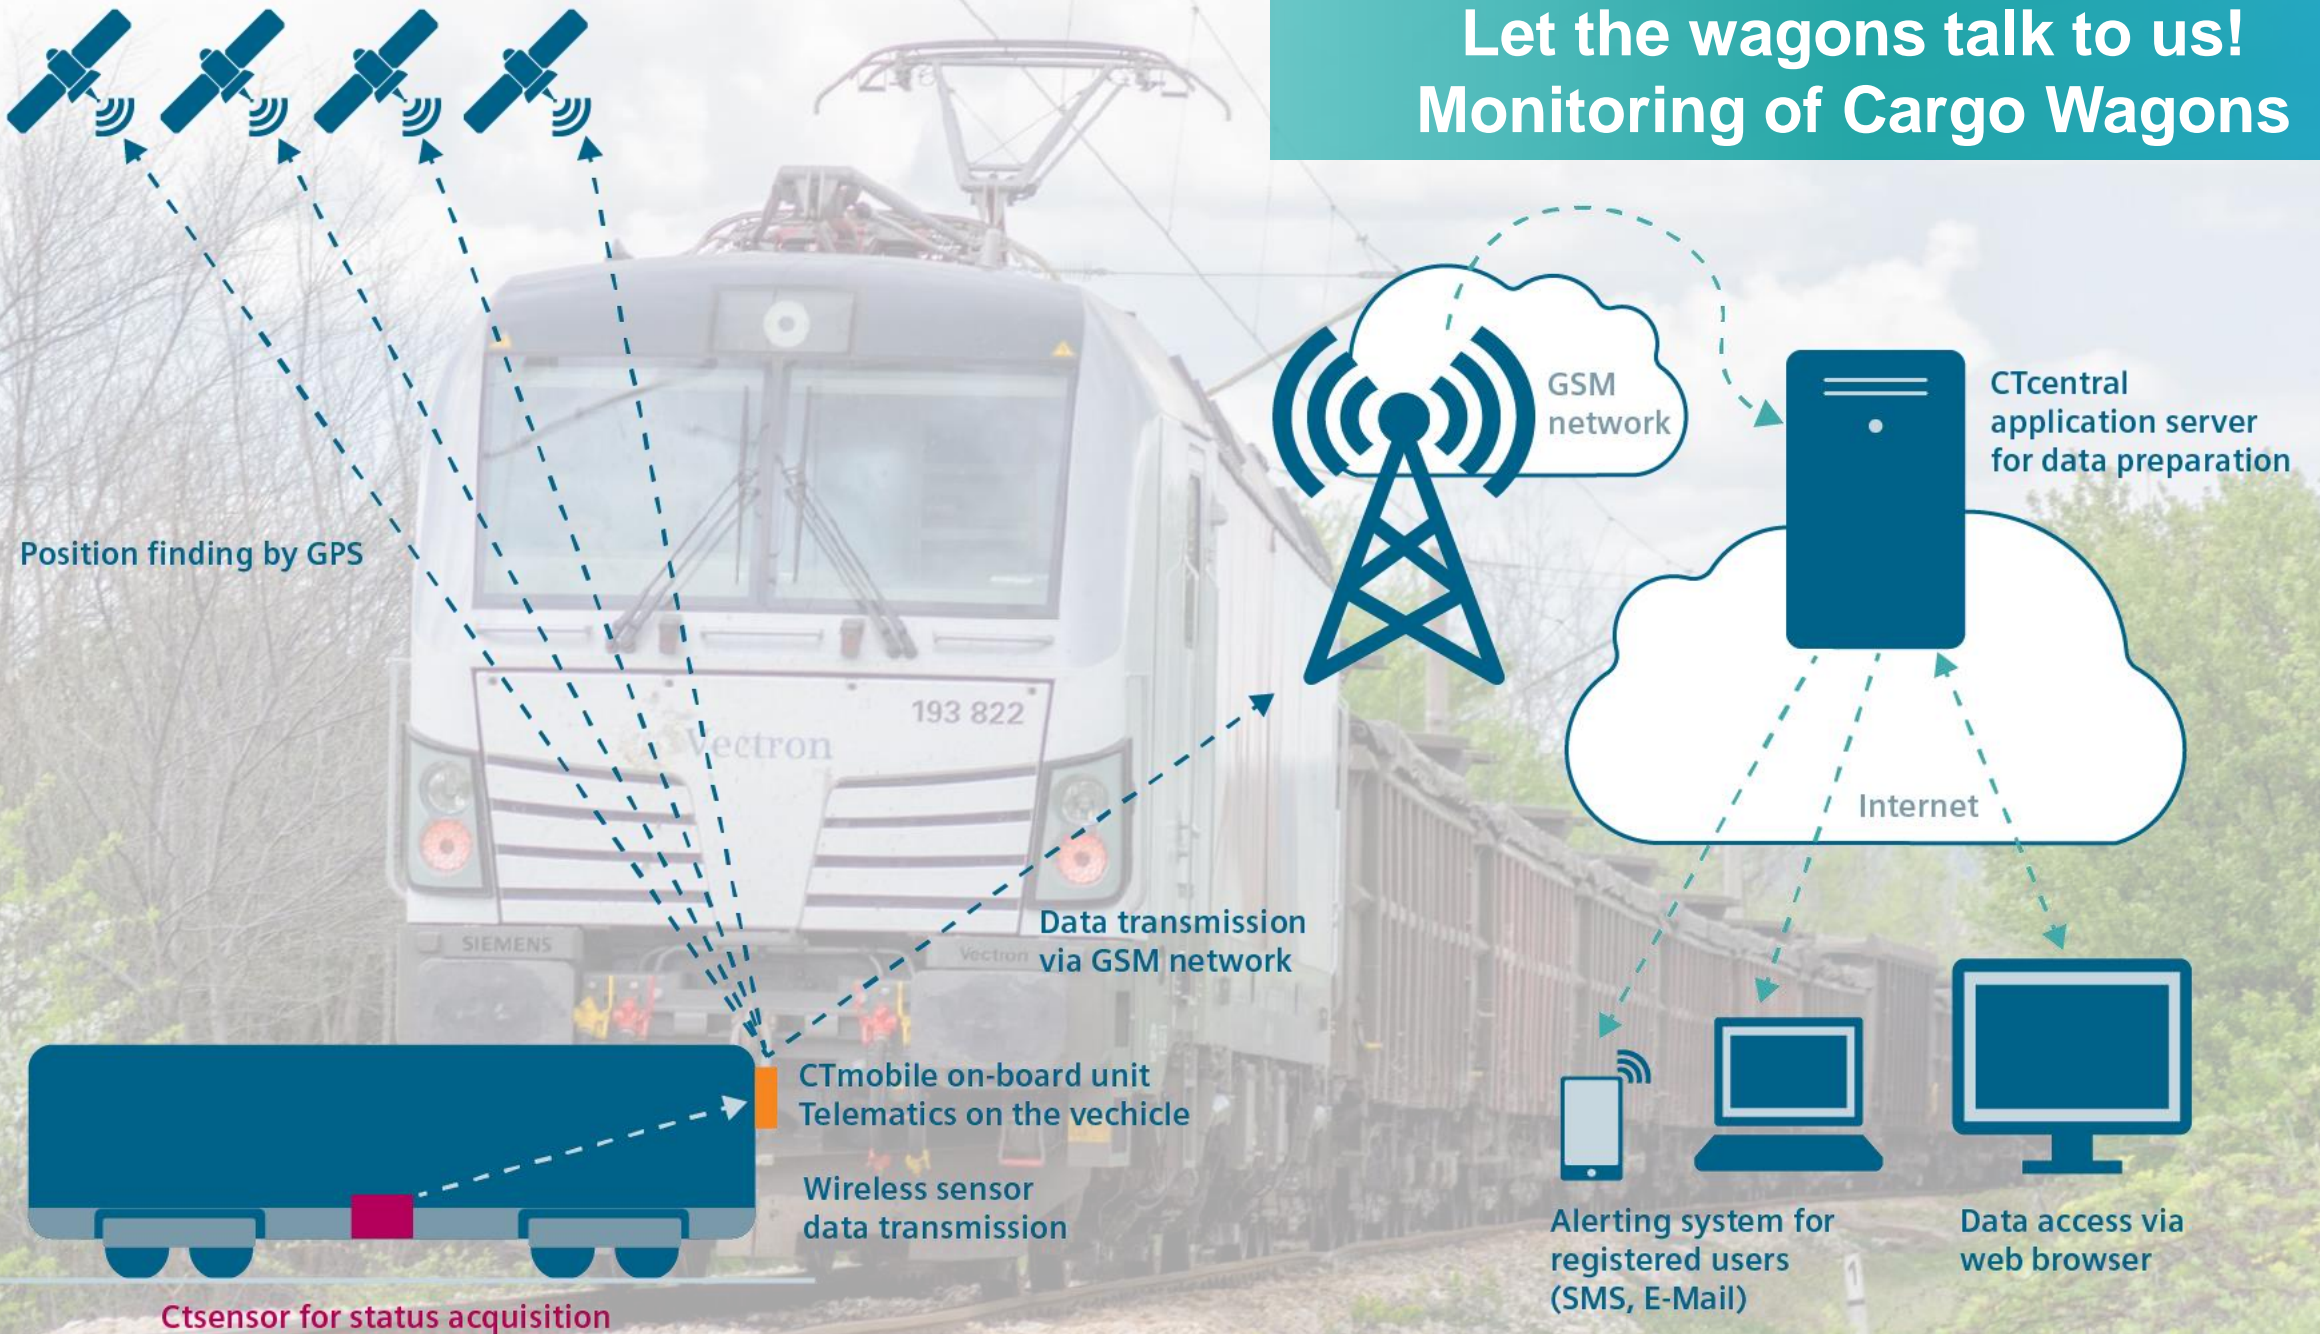 Let the wagons talk to us!
Monitoring of Cargo Wagons
GSM
network
CTcentral
application server
for data preparation
Position finding by GPS
193 822
Vectron
Internet
Data transmission
via GSM network
SIEMENS
Vectron
CTmobile on-board unit
Telematics on the vechicle
Wireless sensor
data transmission
Alerting system for
registered users
(SMS, E-Mail)
Data access via
web browser
1
Ctsensor for status acquisition